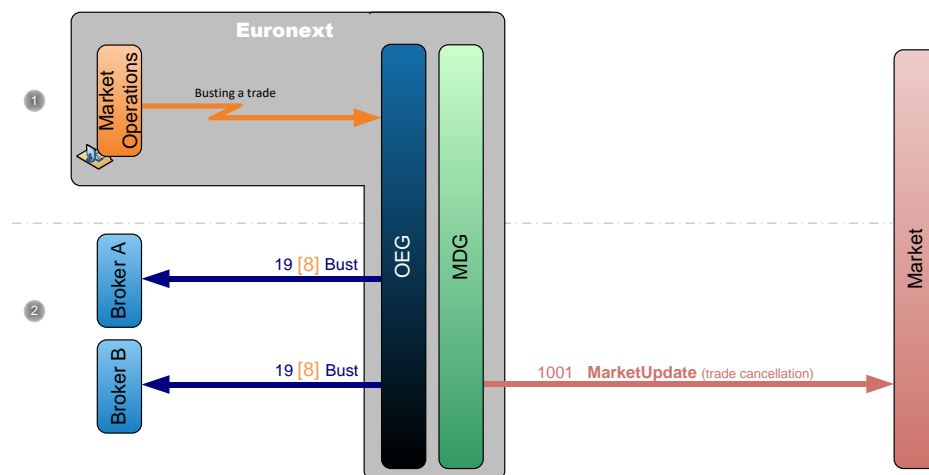 Euronext
1
Market
Operations
Busting a trade
OEG
MDG
Market
2
Broker A
19 [8] Bust
Broker B
19 [8] Bust
1001 MarketUpdate (trade cancellation)